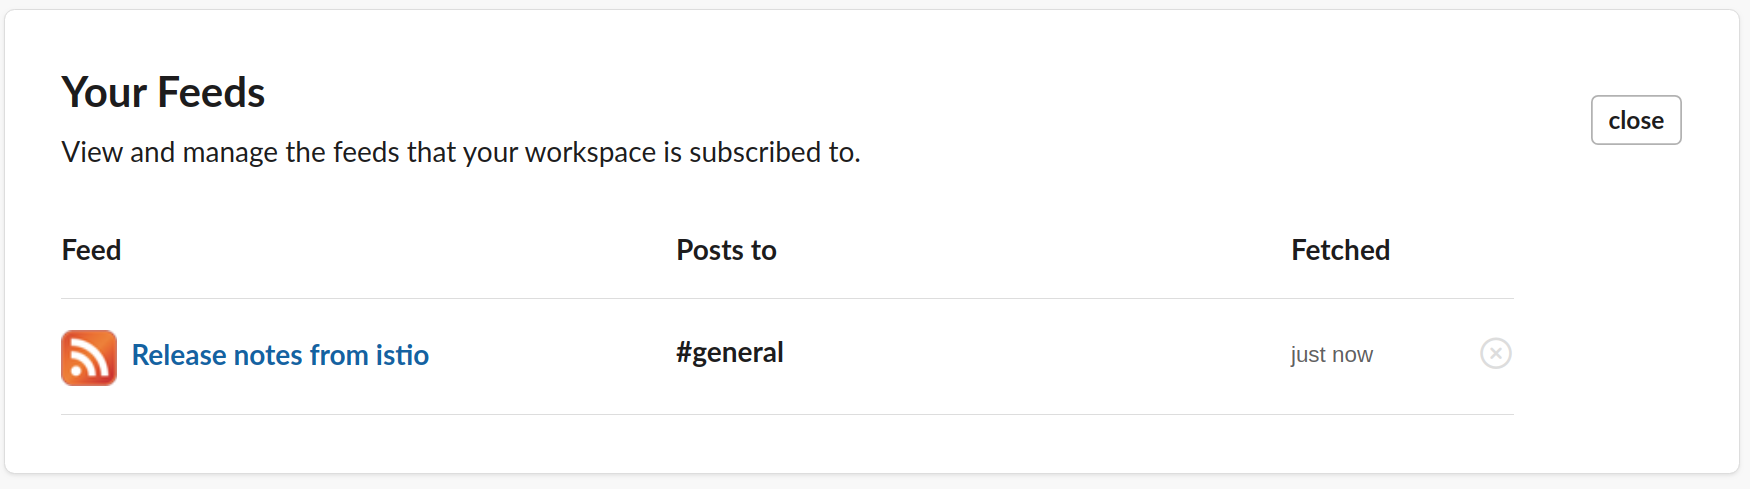 Your Feeds
close
View and manage the feeds that your workspace is subscribed to.
Feed Posts to Fetched
Release notes from istio #general just now